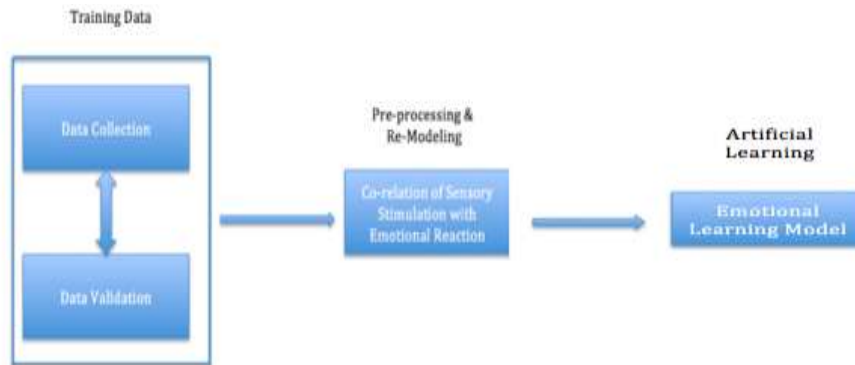 Training Data
Data Collection
Data Validation
Pre-processing &
Re-Modeling
Co-relation of Sensory
Stimulation with
Emotional Reaction
Artificial
Learning
Emotional
Learning Model